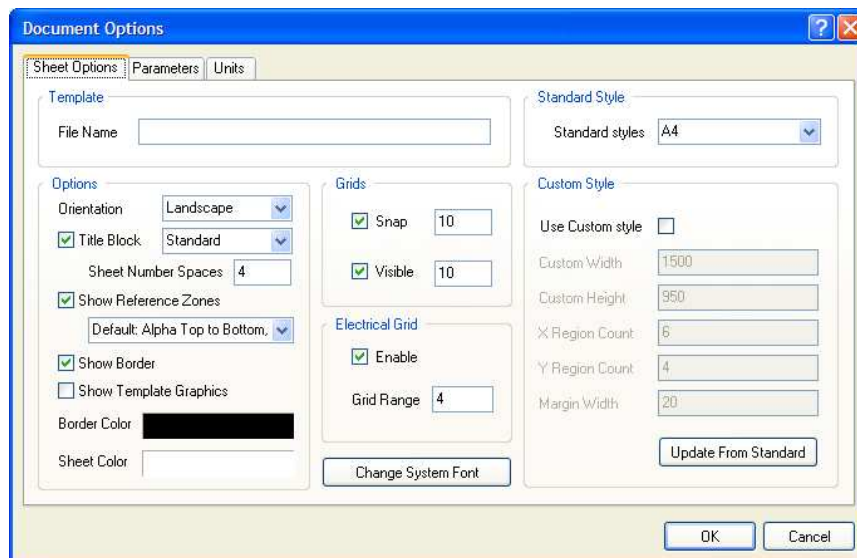 Document Options
Sheet Options Parameters Units
Template
File Name
Standard Style
Standard styles A4
Options
Orientation Landscape
Title Block Standard
Sheet Number Spaces 4
Show Reference Zones
Default: Alpha Top to Bottom,
Show Border
Show Template Graphics
Border Color
Sheet Color
Grids
Snap 10
Visible 10
Electrical Grid
Enable
Grid Range 4
Change System Font
Custom Style
Use Custom style
Custom Width 1500
Custom Height 950
X Region Count 6
Y Region Count 4
Margin Width 20
Update From Standard
OK Cancel